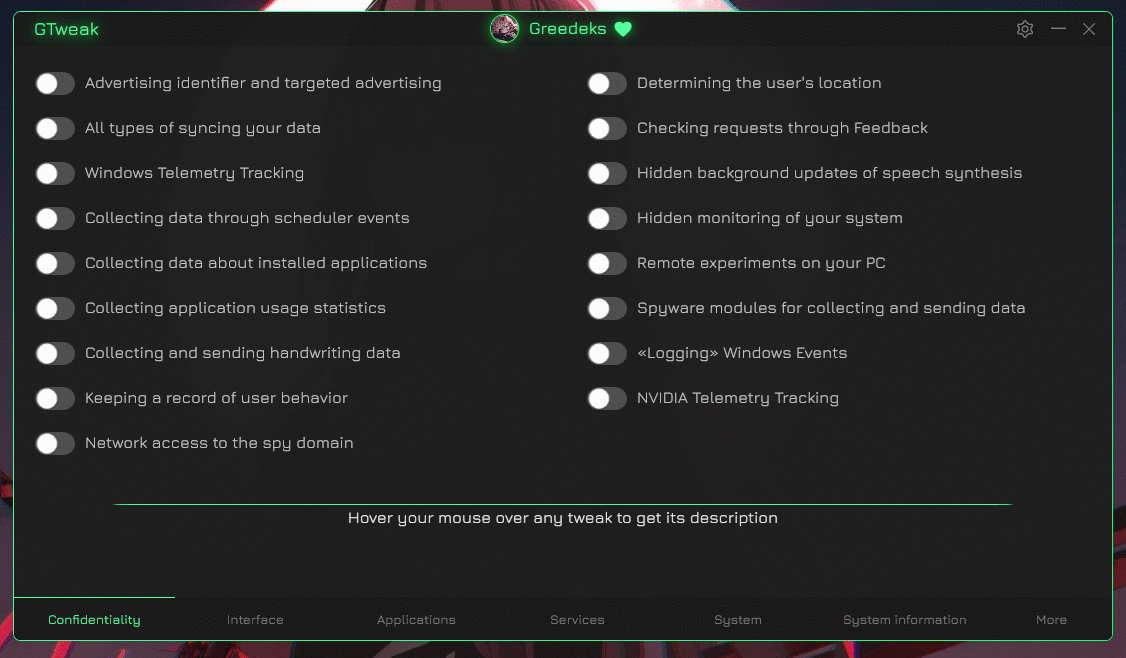 GTweak
Greedeks
Advertising identifier and targeted advertising
All types of syncing your data
Windows Telemetry Tracking
Collecting data through scheduler events
Collecting data about installed applications
Collecting application usage statistics
Collecting and sending handwriting data
Keeping a record of user behavior
Network access to the spy domain
Determining the user's location
Checking requests through Feedback
Hidden background updates of speech synthesis
Hidden monitoring of your system
Remote experiments on your PC
Spyware modules for collecting and sending data
«Logging» Windows Events
NVIDIA Telemetry Tracking
Hover your mouse over any tweak to get its description
Confidentiality
Interface
Applications
Services
System
System information
More